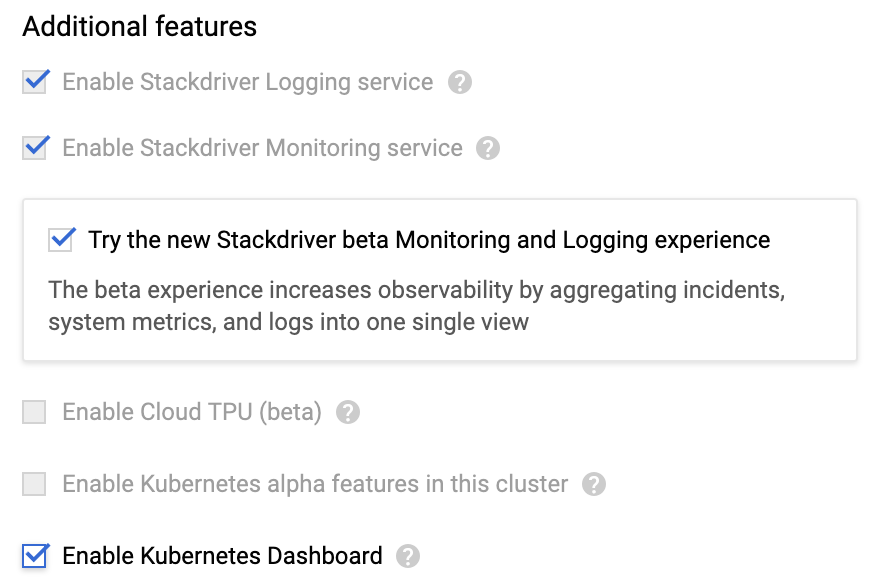 Additional features
Enable Stackdriver Logging service ?
Enable Stackdriver Monitoring service ?
Try the new Stackdriver beta Monitoring and Logging experience
The beta experience increases observability by aggregating incidents,
system metrics, and logs into one single view
Enable Cloud TPU (beta) ?
Enable Kubernetes alpha features in this cluster ?
Enable Kubernetes Dashboard ?